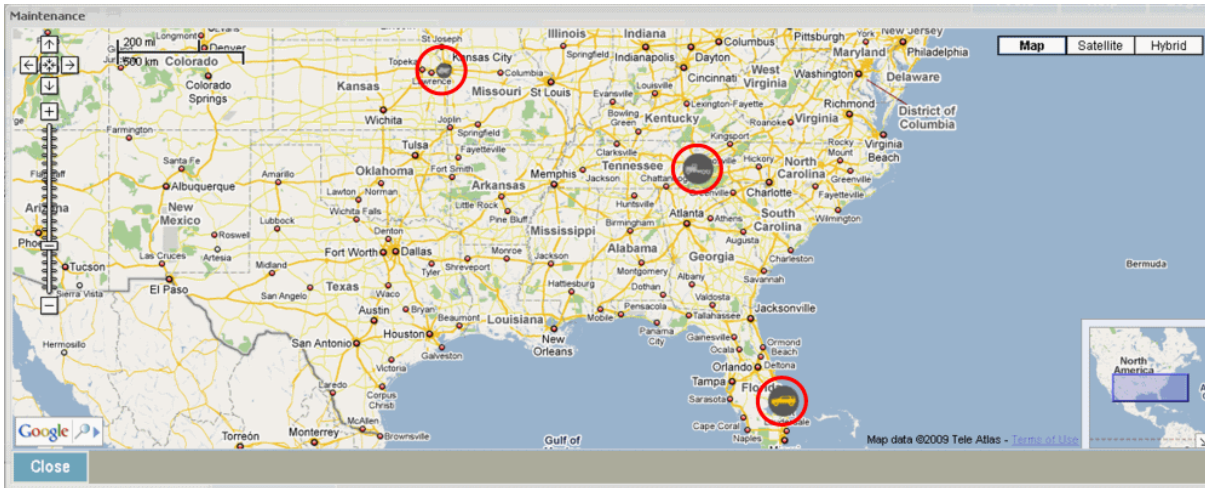 Maintenance
200 mi
500 km
Map
Satellite
Hybrid
Longmont
Denver
Colorado
Colorado
Springs
St Joseph
Topeka
Kansas City
Lawrence
Columbia
Kansas
Missouri
St Louis
Wichita
Illinois
Springfield
Indiana
Indianapolis
Columbus
Dayton
Cincinnati
Pittsburgh
York
New Jersey
Philadelphia
Maryland
Washington
Delaware
West
Virginia
Evansville
Louisville
Lexington-Fayette
Richmond
District of
Columbia
Bowling
Green
Kentucky
Roanoke
Virginia
Virginia
Beach
Farmington
Joplin
Springfield
Kingsport
Clarksville
Hickory
North
Carolina
Rocky
Mount
Greenville
Santa Fe
Albuquerque
Amarillo
Tulsa
Fayetteville
Oklahoma
Fort Smith
Memphis
Jackson
Tennessee
Greenville
Charlotte
Fayetteville
New
Mexico
Lawton
Norman
Arkansas
Little Rock
Huntsville
Wilmington
Roswell
Lubbock
Wichita Falls
Pine Bluff
Birmingham
Atlanta
Athens
South
Carolina
Denton
Mississippi
Augusta
Las Cruces
Artesia
Midland
Fort Worth
Dallas
Tyler
Shreveport
Monroe
Jackson
Alabama
Georgia
Charleston
Tucson
Sierra Vista
El Paso
San Angelo
Texas
Waco
Montgomery
Albany
Savannah
Bermuda
Hattiesburg
Dothan
Valdosta
Austin
Bryan
Beaumont
Louisiana
Mobile
Pensacola
Tallahassee
Jacksonville
Hermosillo
San Antonio
Houston
Galveston
New
Orleans
Panama
City
Gainesville
Ocala
Ormond
Beach
Victoria
Orlando
Deltona
North
America
Laredo
Corpus
Christi
Tampa
Sarasota
McAllen
Brownsville
Cape Coral
Naples
Google
Torreón
Monterrey
Gulf of
Map data ©2009 Tele Atlas - Terms of Use
Close